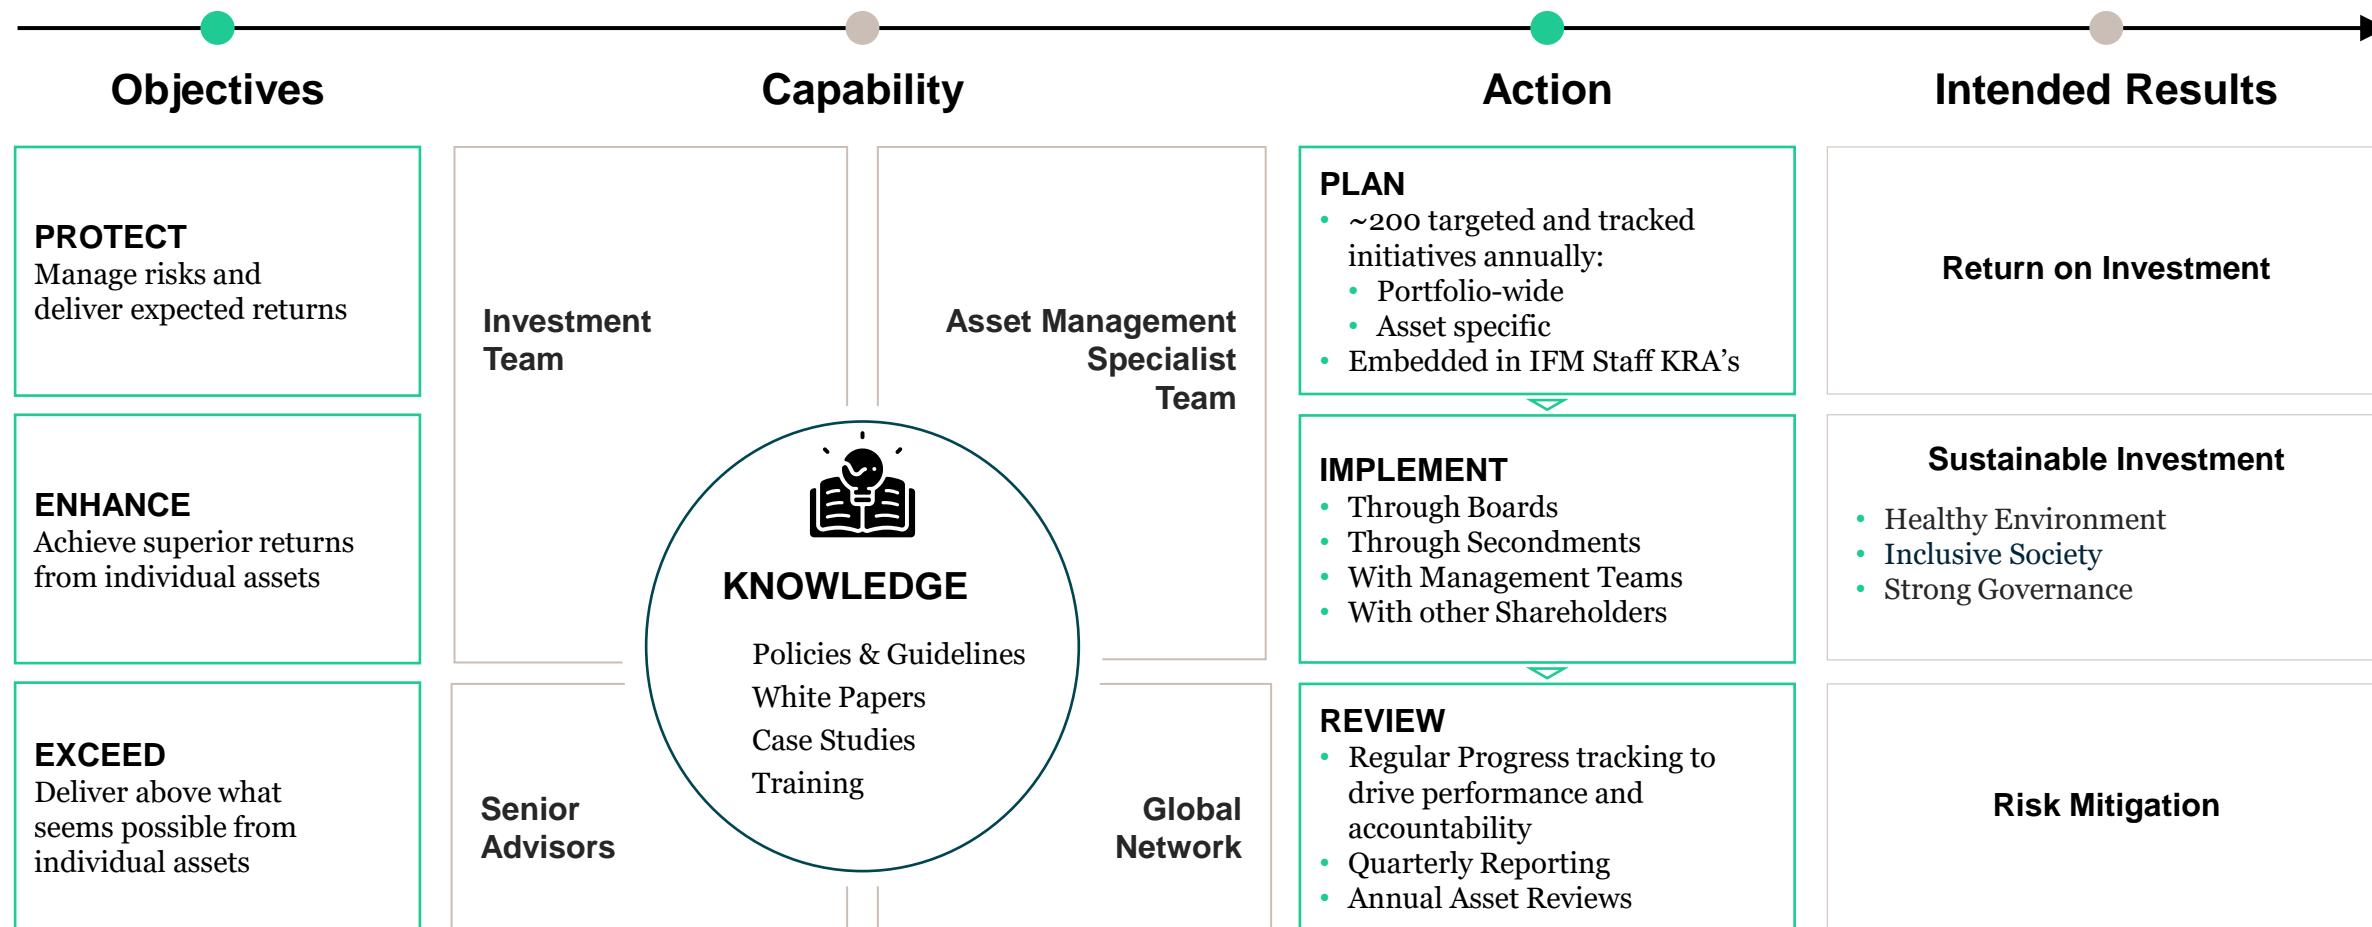 Objectives
Capability
Action
Intended Results
PROTECT
Manage risks and
deliver expected returns
ENHANCE
Achieve superior returns
from individual assets
EXCEED
Deliver above what
seems possible from
individual assets
Investment
Team
Asset Management
Specialist
Team
KNOWLEDGE
Policies & Guidelines
White Papers
Case Studies
Training
Senior
Advisors
Global
Network
PLAN
• ~200 targeted and tracked
initiatives annually:
• Portfolio-wide
• Asset specific
• Embedded in IFM Staff KRA’s
IMPLEMENT
• Through Boards
• Through Secondments
• With Management Teams
• With other Shareholders
REVIEW
• Regular Progress tracking to
drive performance and
accountability
• Quarterly Reporting
• Annual Asset Reviews
Return on Investment
Sustainable Investment
• Healthy Environment
• Inclusive Society
• Strong Governance
Risk Mitigation